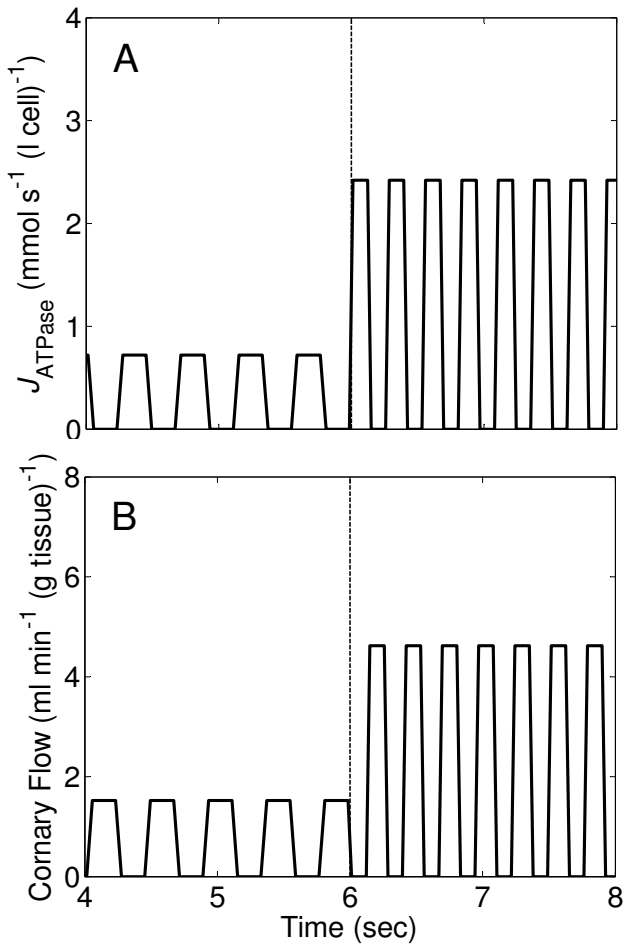 4
A
3
2
1
0
J_ATPase (mmol s^-1 (l cell)^-1)
8
B
6
4
2
0
Cornary Flow (ml min^-1 (g tissue)^-1)
4 5 6 7 8
Time (sec)